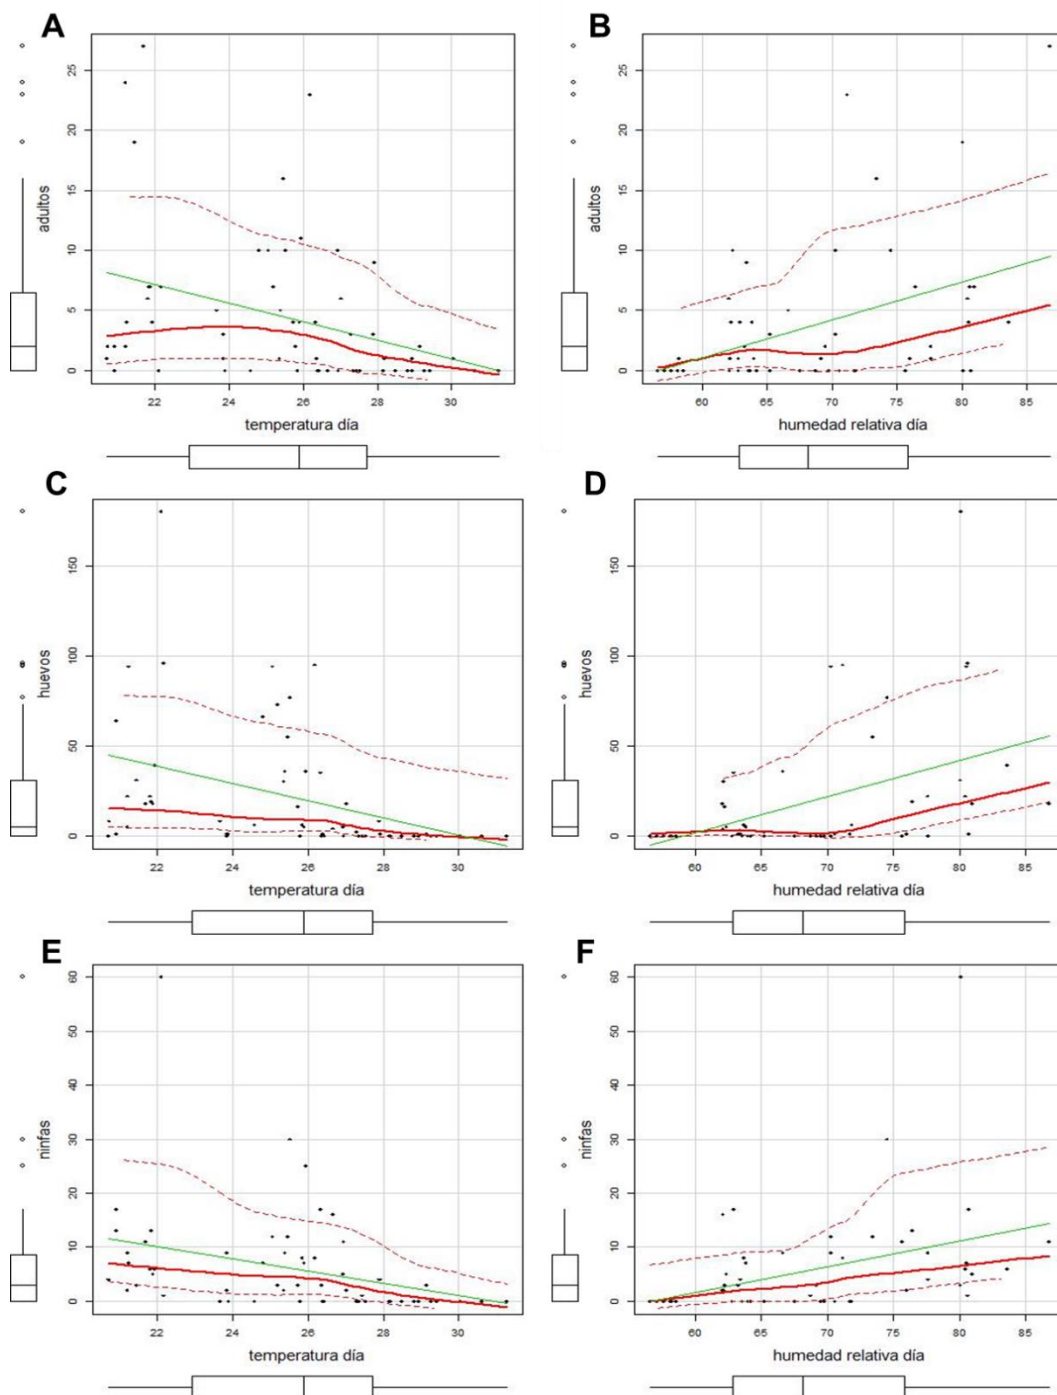 A
25
20
15
10
5
0
adultos
22 24 26 28 30
temperatura día
B
25
20
15
10
5
0
adultos
60 65 70 75 80 85
humedad relativa día
C
150
100
50
0
huevos
22 24 26 28 30
temperatura día
D
150
100
50
0
huevos
60 65 70 75 80 85
humedad relativa día
E
60
50
40
30
20
10
0
ninfas
22 24 26 28 30
temperatura día
F
60
50
40
30
20
10
0
ninfas
60 65 70 75 80 85
humedad relativa día